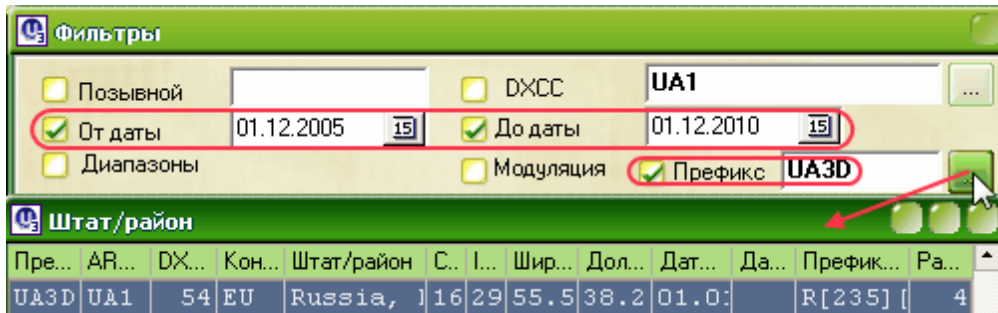 Фильтры
Позывной DXCC UA1 ...
От даты 01.12.2005 15 До даты 01.12.2010 15
Диапазоны Модуляция Префикс UA3D ...
Штат/район
Пре... AR... DX... Кон... Штат/район С.. I... Шир... Дол... Дат... Да... Префик... Ра...
UA3D UA1 54 EU Russia, 16 29 55.5 38.2 01.0 R[235] [ 4